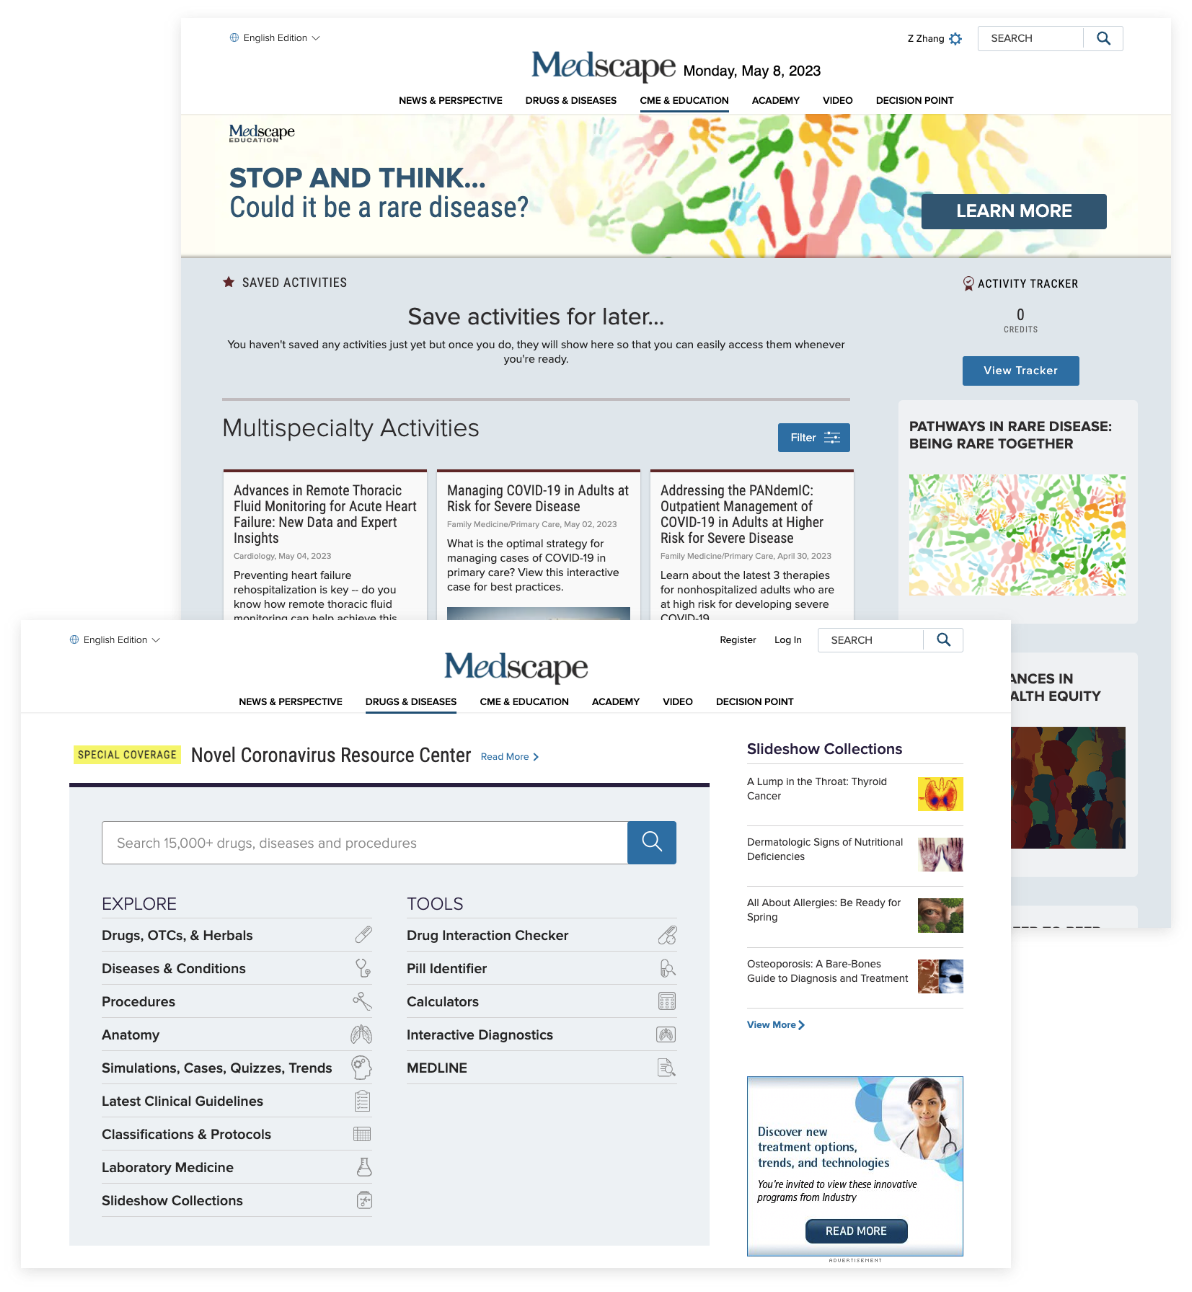 English Edition
Z Zhang
SEARCH
Medscape Monday, May 8, 2023
NEWS & PERSPECTIVE DRUGS & DISEASES CME & EDUCATION ACADEMY VIDEO DECISION POINT
Medscape
EDUCATION
STOP AND THINK...
Could it be a rare disease?
LEARN MORE
SAVED ACTIVITIES
Save activities for later...
You haven't saved any activities just yet but once you do, they will show here so that you can easily access them whenever
you're ready.
ACTIVITY TRACKER
0
CREDITS
View Tracker
Multispecialty Activities
Filter
Advances in Remote Thoracic
Fluid Monitoring for Acute Heart
Failure: New Data and Expert
Insights
Cardiology, May 04, 2023
Preventing heart failure
rehospitalization is key -- do you
know how remote thoracic fluid
monitoring can help achieve this
Managing COVID-19 in Adults at
Risk for Severe Disease
Family Medicine/Primary Care, May 02, 2023
What is the optimal strategy for
managing cases of COVID-19 in
primary care? View this interactive
case for best practices.
Addressing the PANdemIC:
Outpatient Management of
COVID-19 in Adults at Higher
Risk for Severe Disease
Family Medicine/Primary Care, April 30, 2023
Learn about the latest 3 therapies
for nonhospitalized adults who are
at high risk for developing severe
COVID-19.
PATHWAYS IN RARE DISEASE:
BEING RARE TOGETHER
ANCES IN
ALTH EQUITY
English Edition
Register
Log In
SEARCH
Medscape
NEWS & PERSPECTIVE DRUGS & DISEASES CME & EDUCATION ACADEMY VIDEO DECISION POINT
SPECIAL COVERAGE Novel Coronavirus Resource Center Read More
Search 15,000+ drugs, diseases and procedures
EXPLORE
Drugs, OTCs, & Herbals
Diseases & Conditions
Procedures
Anatomy
Simulations, Cases, Quizzes, Trends
Latest Clinical Guidelines
Classifications & Protocols
Laboratory Medicine
Slideshow Collections
TOOLS
Drug Interaction Checker
Pill Identifier
Calculators
Interactive Diagnostics
MEDLINE
Slideshow Collections
A Lump in the Throat: Thyroid
Cancer
Dermatologic Signs of Nutritional
Deficiencies
All About Allergies: Be Ready for
Spring
Osteoporosis: A Bare-Bones
Guide to Diagnosis and Treatment
View More
Discover new
treatment options,
trends, and technologies
You're invited to view these innovative
programs from Industry
READ MORE
ADVERTISEMENT